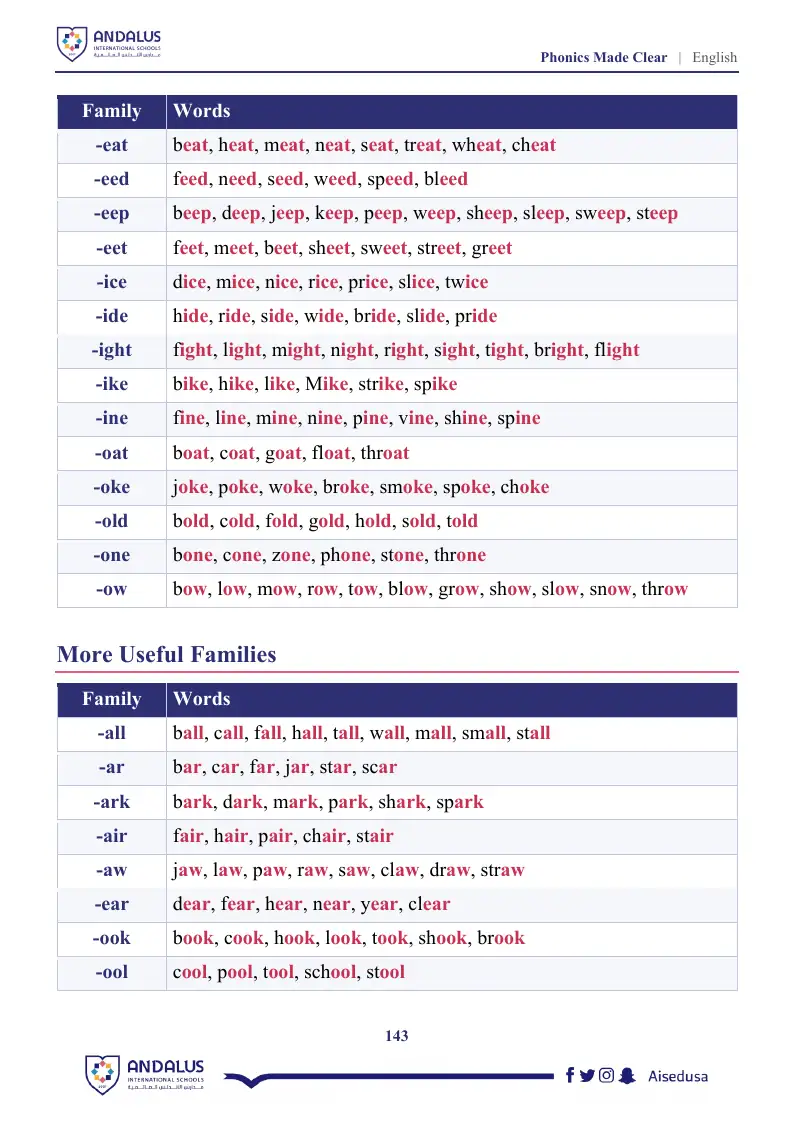 ANDALUS
INTERNATIONAL SCHOOLS
مدارس الأندلس العالمية
Phonics Made Clear | English
Family Words
-eat beat, heat, meat, neat, seat, treat, wheat, cheat
-eed feed, need, seed, weed, speed, bleed
-eep beep, deep, jeep, keep, peep, weep, sheep, sleep, sweep, steep
-eet feet, meet, beet, sheet, sweet, street, greet
-ice dice, mice, nice, rice, price, slice, twice
-ide hide, ride, side, wide, bride, slide, pride
-ight fight, light, might, night, right, sight, tight, bright, flight
-ike bike, hike, like, Mike, strike, spike
-ine fine, line, mine, nine, pine, vine, shine, spine
-oat boat, coat, goat, float, throat
-oke joke, poke, woke, broke, smoke, spoke, choke
-old bold, cold, fold, gold, hold, sold, told
-one bone, cone, zone, phone, stone, throne
-ow bow, low, mow, row, tow, blow, grow, show, slow, snow, throw
More Useful Families
Family Words
-all ball, call, fall, hall, tall, wall, mall, small, stall
-ar bar, car, far, jar, star, scar
-ark bark, dark, mark, park, shark, spark
-air fair, hair, pair, chair, stair
-aw jaw, law, paw, raw, saw, claw, draw, straw
-ear dear, fear, hear, near, year, clear
-ook book, cook, hook, look, took, shook, brook
-ool cool, pool, tool, school, stool
143
ANDALUS
INTERNATIONAL SCHOOLS
مدارس الأندلس العالمية
Aisedusa